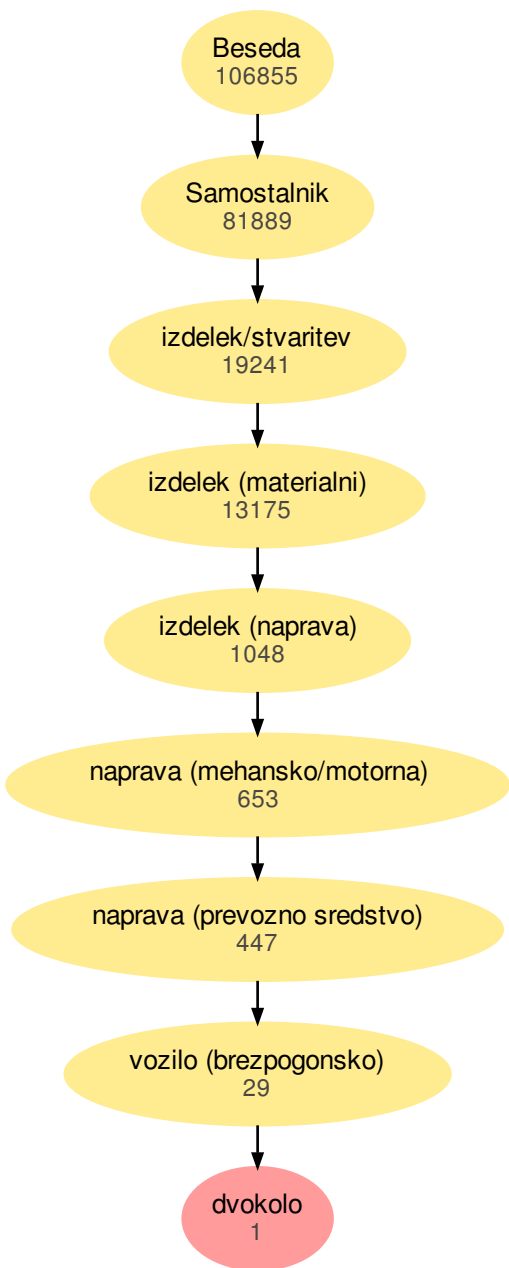 Beseda
106855
Samostalnik
81889
izdelek/stvaritev
19241
izdelek (materialni)
13175
izdelek (naprava)
1048
naprava (mehansko/motorna)
653
naprava (prevozno sredstvo)
447
vozilo (brezpogonsko)
29
dvokolo
1